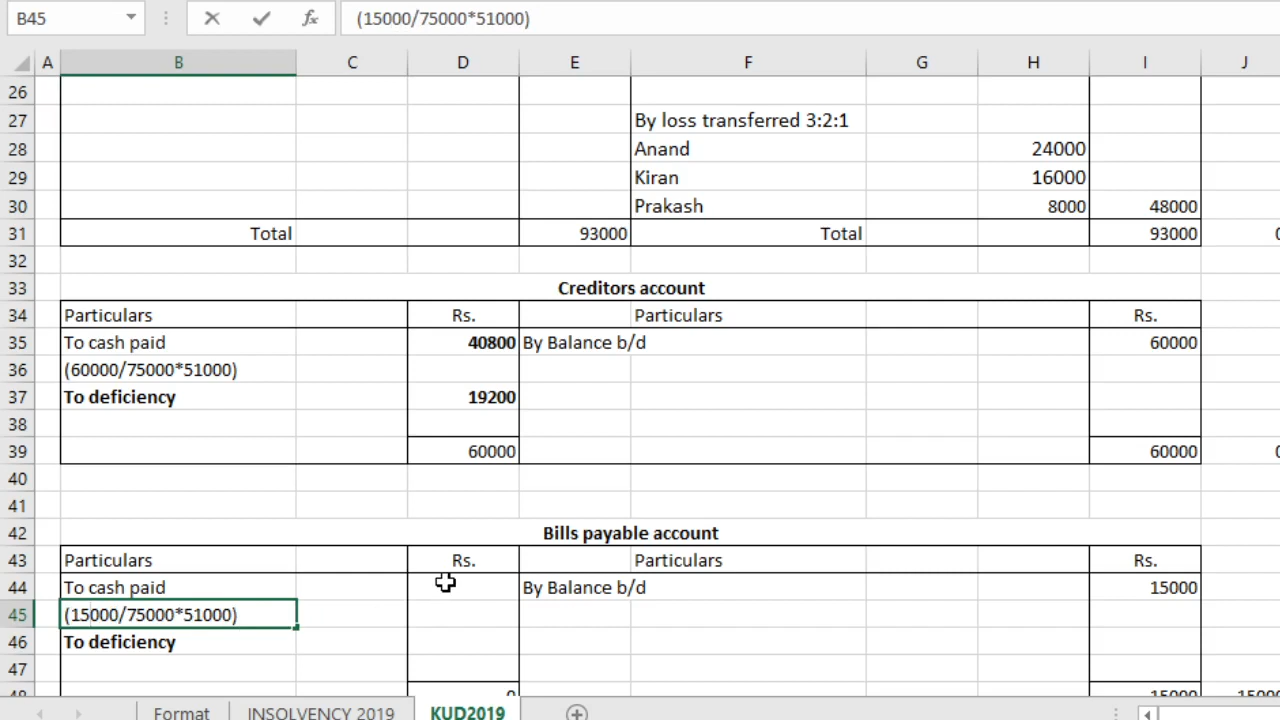 B45 fx (15000/75000*51000)
A B C D E F G H I J
26
27 By loss transferred 3:2:1
28 Anand 24000
29 Kiran 16000
30 Prakash 8000 48000
31 Total 93000 Total 93000
32
33 Creditors account
34 Particulars Rs. Particulars Rs.
35 To cash paid 40800 By Balance b/d 60000
36 (60000/75000*51000)
37 To deficiency 19200
38
39 60000 60000
40
41
42 Bills payable account
43 Particulars Rs. Particulars Rs.
44 To cash paid By Balance b/d 15000
45 (15000/75000*51000)
46 To deficiency
47
48 0 15000
Format INSOLVENCY 2019 KUD2019